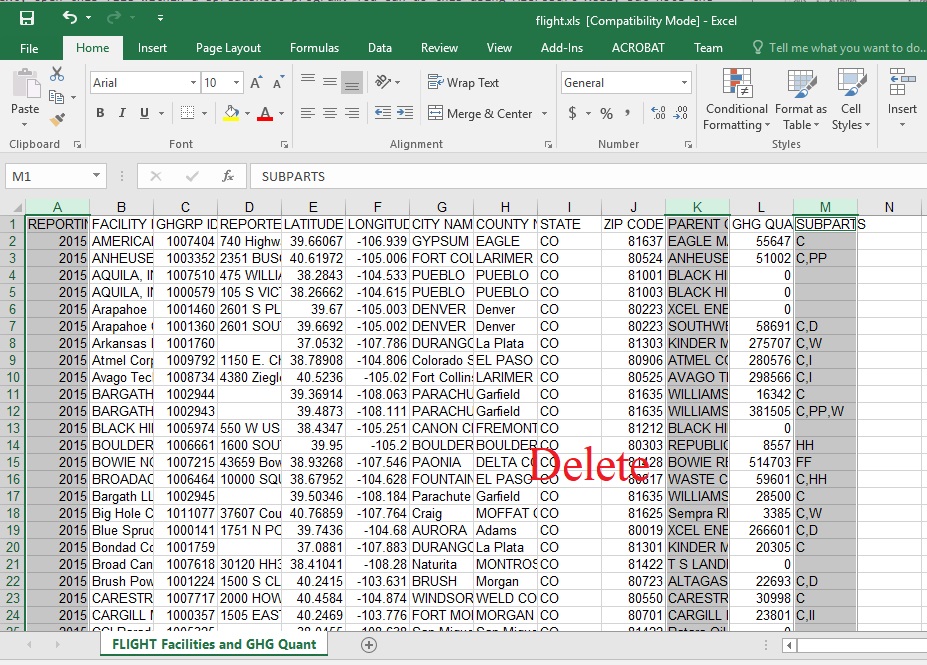 flight.xls [Compatibility Mode] - Excel
File Home Insert Page Layout Formulas Data Review View Add-Ins ACROBAT Team Tell me what you want to do...
Arial 10 Wrap Text General
Paste B I U Merge & Center $ % , Conditional Formatting Format as Table Cell Styles Insert
Clipboard Font Alignment Number Styles
M1 fx SUBPARTS
A B C D E F G H I J K L M N
1 REPORTIN FACILITY GHGRP ID REPORTE LATITUDE LONGITUD CITY NAM COUNTY N STATE ZIP CODE PARENT C GHG QUA SUBPARTS
2 2015 AMERICAI 1007404 740 Highw 39.66067 -106.939 GYPSUM EAGLE CO 81637 EAGLE M 55647 C
3 2015 ANHEUSE 1003352 2351 BUS 40.61972 -105.006 FORT COL LARIMER CO 80524 ANHEUSE 51002 C,PP
4 2015 AQUILA, I 1007510 475 WILLI 38.2843 -104.533 PUEBLO PUEBLO CO 81001 BLACK HI 0
5 2015 AQUILA, I 1000579 105 S VIC 38.26662 -104.615 PUEBLO PUEBLO CO 81003 BLACK HI 0
6 2015 Arapahoe 1001460 2601 S PL 39.67 -105.003 DENVER Denver CO 80223 XCEL ENE 0
7 2015 Arapahoe 1001360 2601 SOU 39.6692 -105.002 DENVER Denver CO 80223 SOUTHWE 58691 C,D
8 2015 Arkansas 1001760 37.0532 -107.786 DURANGO La Plata CO 81303 KINDER M 275707 C,W
9 2015 Atmel Corp 1009792 1150 E. Ch 38.78908 -104.806 Colorado S EL PASO CO 80906 ATMEL CO 280576 C,I
10 2015 Avago Tec 1008734 4380 Ziegl 40.5236 -105.02 Fort Collin LARIMER CO 80525 AVAGO T 298566 C,I
11 2015 BARGATH 1002944 39.36914 -108.063 PARACHU Garfield CO 81635 WILLIAMS 16342 C
12 2015 BARGATH 1002943 39.4873 -108.111 PARACHU Garfield CO 81635 WILLIAMS 381505 C,PP,W
13 2015 BLACK HI 1005974 550 W US 38.4347 -105.251 CANON CI FREMONT CO 81212 BLACK HI 0
14 2015 BOULDER 1006661 1600 SOU 39.95 -105.2 BOULDER BOULDER CO 80303 REPUBLIC 8557 HH
15 2015 BOWIE NO 1007215 43659 Bow 38.93268 -107.546 PAONIA DELTA CO BOWIE RE 514703 FF
Delete
16 2015 BROADAC 1006464 10000 SQU 38.67952 -104.628 FOUNTAIN EL PASO CO 80817 WASTE C 59601 C,HH
17 2015 Bargath LL 1002945 39.50346 -108.184 Parachute Garfield CO 81635 WILLIAMS 28500 C
18 2015 Big Hole C 1011077 37607 Cou 40.76859 -107.764 Craig MOFFAT CO 81625 Sempra R 3385 C,W
19 2015 Blue Spruc 1000141 1751 N PO 39.7436 -104.68 AURORA Adams CO 80019 XCEL ENE 266601 C,D
20 2015 Bondad Co 1001759 37.0881 -107.883 DURANGO La Plata CO 81301 KINDER M 20305 C
21 2015 Broad Can 1007618 30120 HH3 38.41041 -108.28 Naturita MONTROS CO 81422 T S LANDI 0
22 2015 Brush Pow 1001224 1500 S CL 40.2415 -103.631 BRUSH Morgan CO 80723 ALTAGAS 22693 C,D
23 2015 CARESTR 1007717 2000 HOW 40.4584 -104.874 WINDSOR WELD CO CO 80550 CARESTR 30998 C
24 2015 CARGILL 1000357 1505 EAS 40.2469 -103.776 FORT MO MORGAN CO 80701 CARGILL 23801 C,II
FLIGHT Facilities and GHG Quant